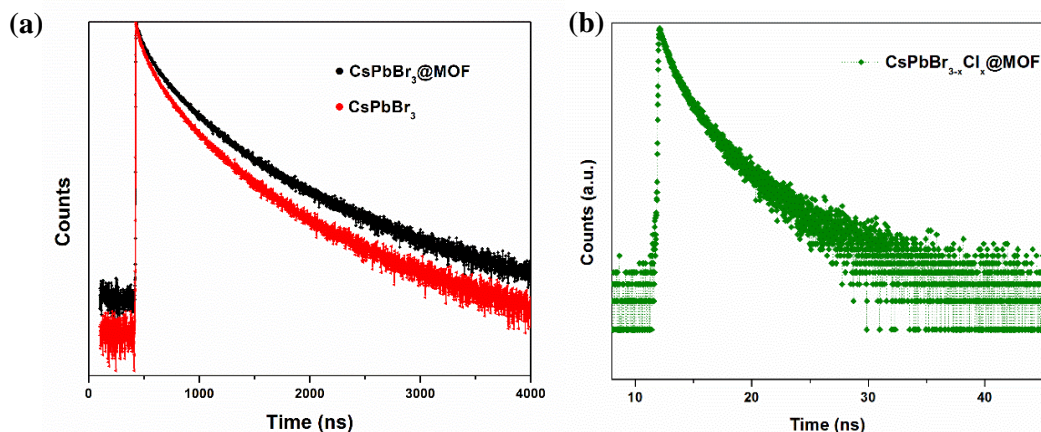 (a)
CsPbBr₃@MOF
CsPbBr₃
Counts
0 1000 2000 3000 4000
Time (ns)
(b)
CsPbBr₃₋ₓClₓ@MOF
Counts (a.u.)
10 20 30 40
Time (ns)